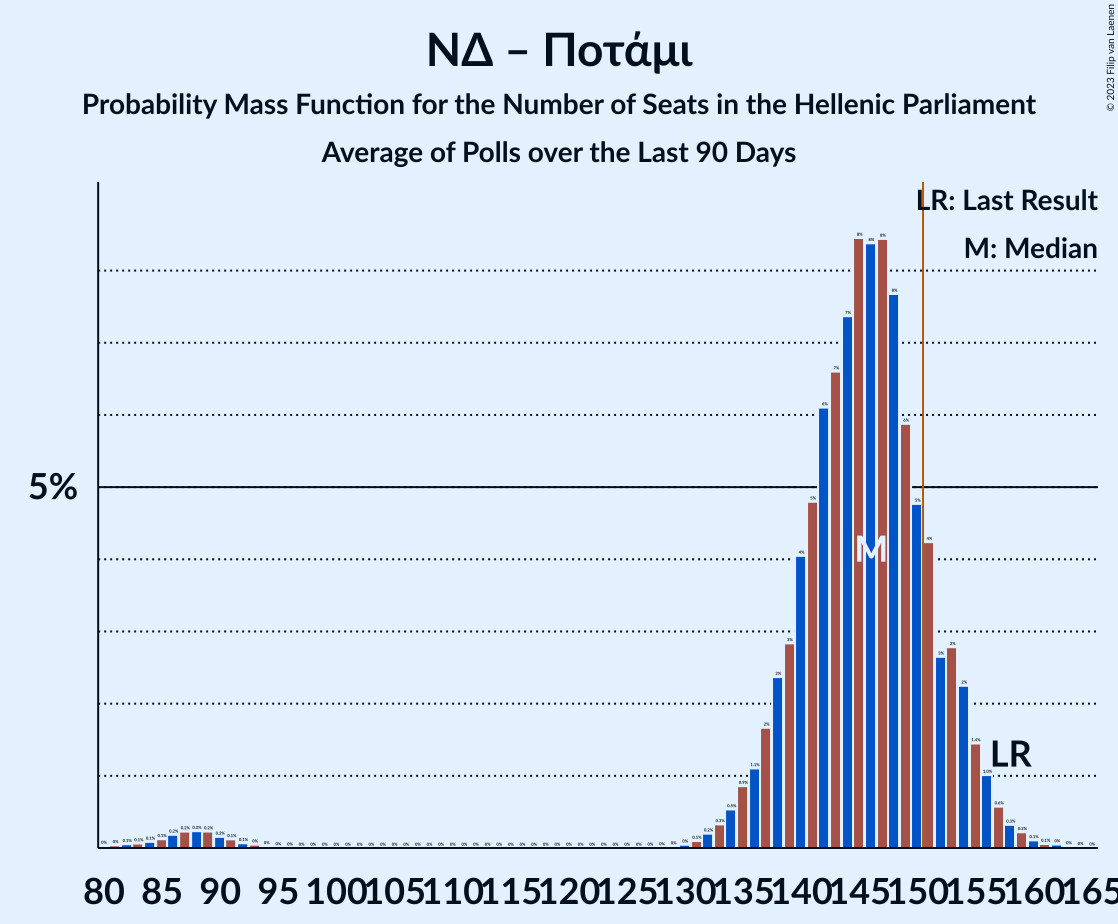 ΝΔ – Ποτάμι
Probability Mass Function for the Number of Seats in the Hellenic Parliament
Average of Polls over the Last 90 Days
© 2023 Filip van Laenen
LR: Last Result
M: Median
5%
M
LR
80 85 90 95 100 105 110 115 120 125 130 135 140 145 150 155 160 165